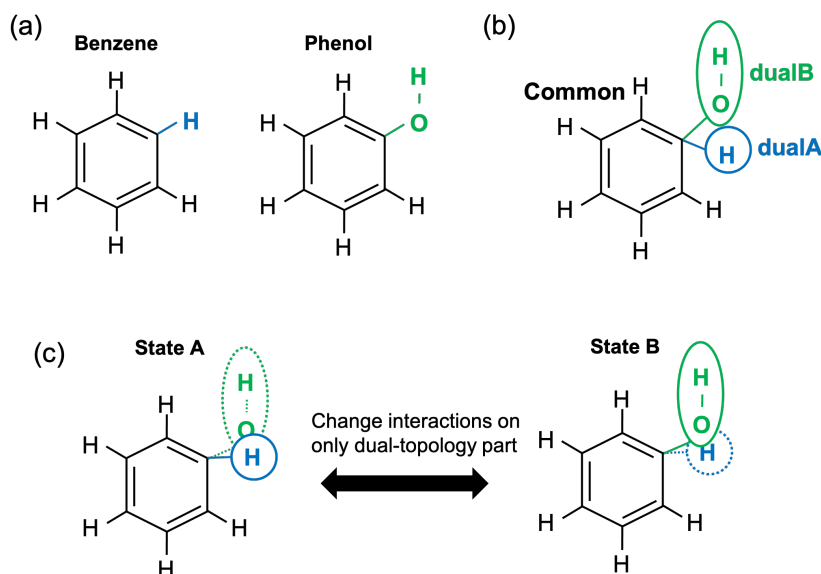 (a)
Benzene
Phenol
H
H
H
H
H
H
H
H
O
H
H
H
H
H
(b)
Common
H
O
dualB
H
dualA
H
H
H
H
H
(c)
State A
H
O
H
H
H
H
H
H
Change interactions on
only dual-topology part
State B
H
O
H
H
H
H
H
H